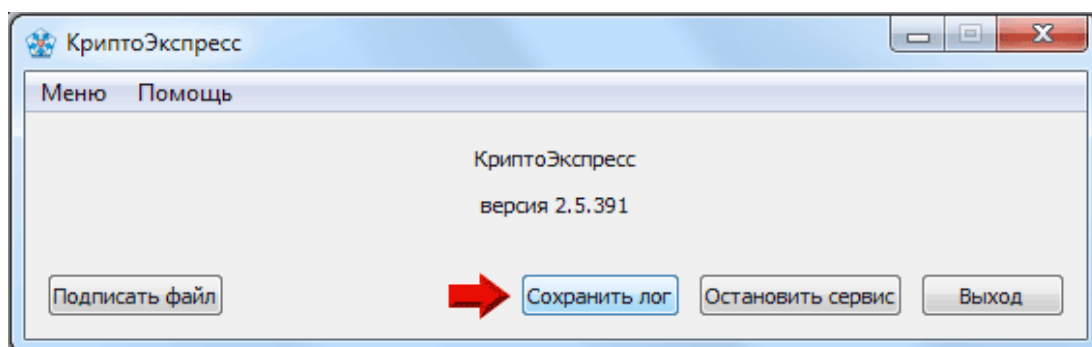 КриптоЭкспресс
Меню Помощь
КриптоЭкспресс
версия 2.5.391
Подписать файл Сохранить лог Остановить сервис Выход